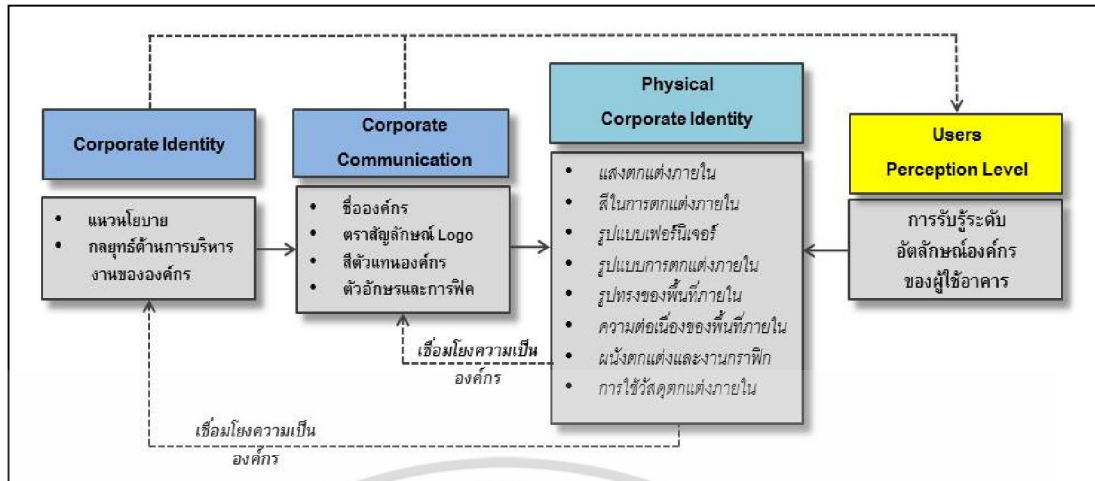 Corporate Identity
• แนวนโยบาย
• กลยุทธ์ด้านการบริหาร
งานขององค์กร
Corporate
Communication
• ชื่อองค์กร
• ตราสัญลักษณ์ Logo
• สีตัวแทนองค์กร
• ตัวอักษรและการฟิค
Physical
Corporate Identity
• แสงตกแต่งภายใน
• สีในการตกแต่งภายใน
• รูปแบบเฟอร์นิเจอร์
• รูปแบบการตกแต่งภายใน
• รูปทรงของพื้นที่ภายใน
• ความต่อเนื่องของพื้นที่ภายใน
• ผนังตกแต่งและงานกราฟิก
• การใช้วัสดุตกแต่งภายใน
Users
Perception Level
การรับรู้ระดับ
อัตลักษณ์องค์กร
ของผู้ใช้อาคาร
เชื่อมโยงความเป็น
องค์กร
เชื่อมโยงความเป็น
องค์กร